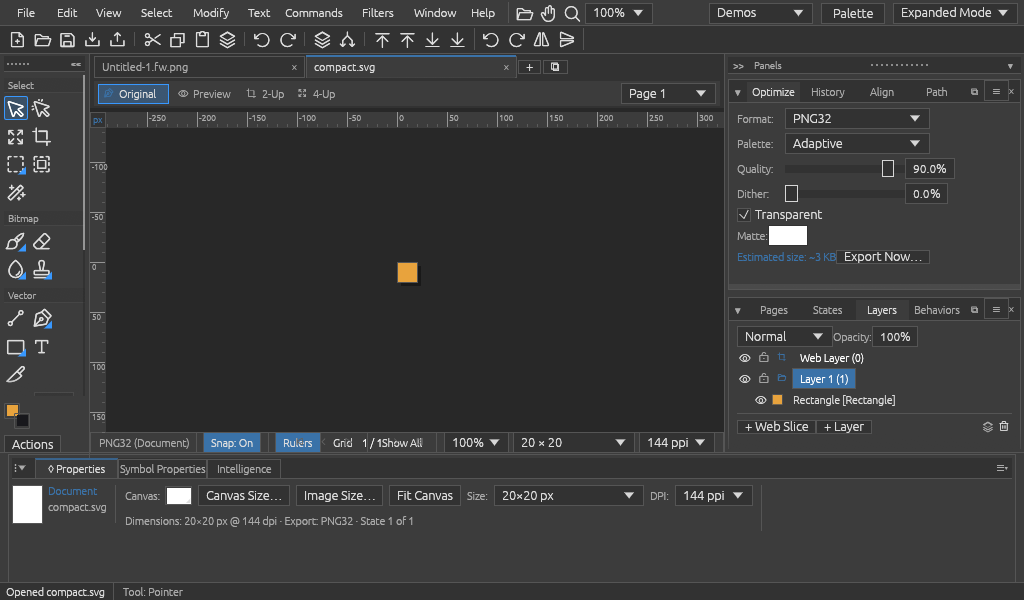 File Edit View Select Modify Text Commands Filters Window Help 100% Demos Palette Expanded Mode
Untitled-1.fw.png × compact.svg × + Panels
Select
Original Preview 2-Up 4-Up Page 1
Optimize History Align Path
px -250 -200 -150 -100 -50 0 50 100 150 200 250 300
Format: PNG32
Palette: Adaptive
-100
Quality: 90.0%
Dither: 0.0%
-50
Transparent
Bitmap
Matte:
Estimated size: ~3 KB Export Now...
0
Vector
Pages States Layers Behaviors
50
Normal Opacity: 100%
Web Layer (0)
100
Layer 1 (1)
Rectangle [Rectangle]
150
+ Web Slice + Layer
Actions
PNG32 (Document) Snap: On Rulers Grid 1 / 1 Show All 100% 20 × 20 144 ppi
◊ Properties Symbol Properties Intelligence
Document
compact.svg
Canvas: Canvas Size... Image Size... Fit Canvas Size: 20×20 px DPI: 144 ppi
Dimensions: 20×20 px @ 144 dpi · Export: PNG32 · State 1 of 1
Opened compact.svg Tool: Pointer